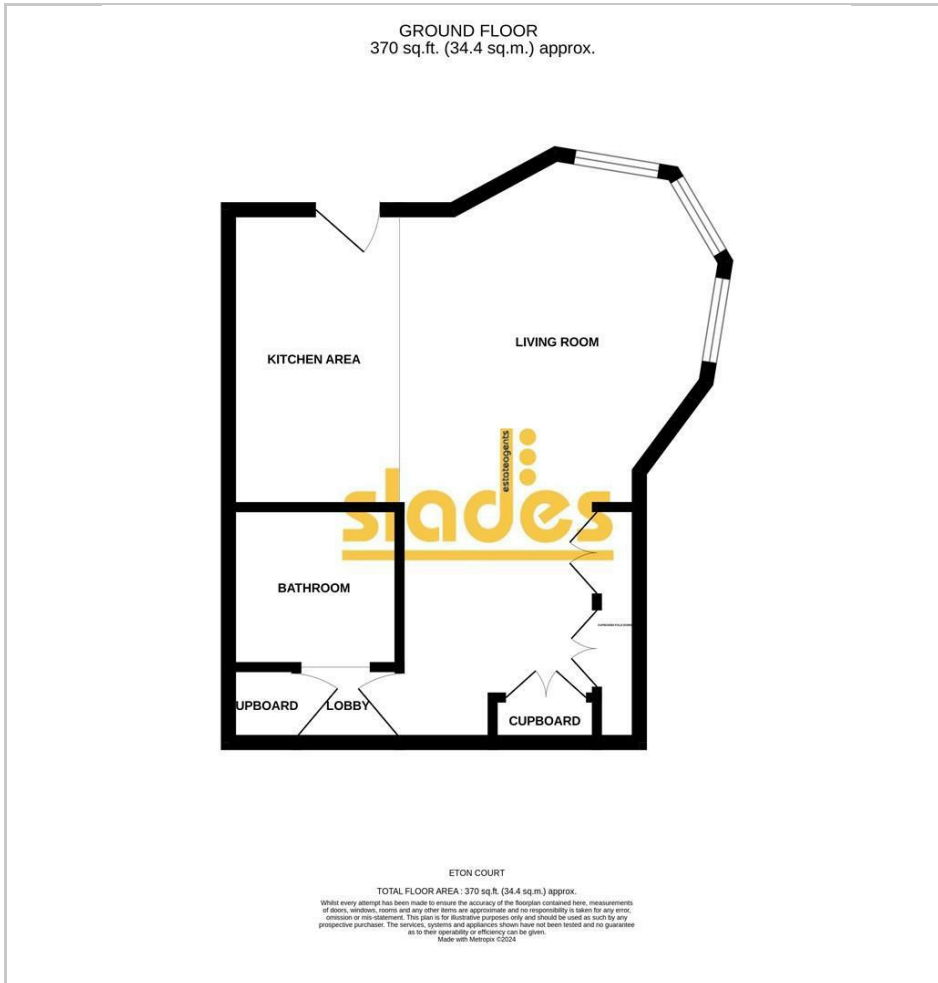 GROUND FLOOR
370 sq.ft. (34.4 sq.m.) approx.
LIVING ROOM
KITCHEN AREA
estateagents
slades
BATHROOM
UPBOARD
LOBBY
CUPBOARD
ETON COURT
TOTAL FLOOR AREA : 370 sq.ft. (34.4 sq.m.) approx.
Whilst every attempt has been made to ensure the accuracy of the floorplan contained here, measurements
of doors, windows, rooms and any other items are approximate and no responsibility is taken for any error,
omission or mis-statement. This plan is for illustrative purposes only and should be used as such by any
prospective purchaser. The services, systems and appliances shown have not been tested and no guarantee
as to their operability or efficiency can be given.
Made with Metropix ©2024